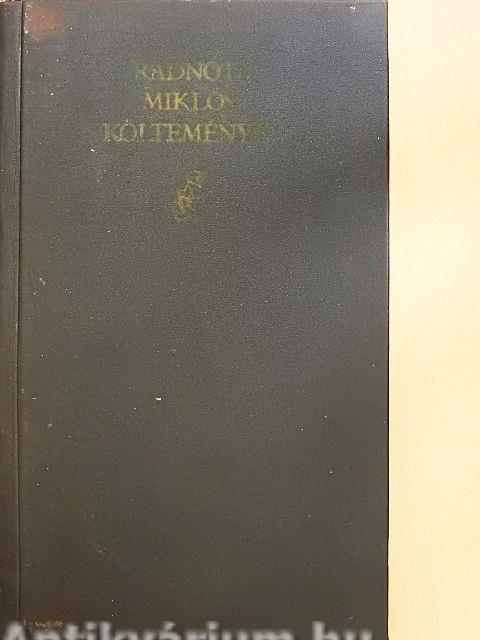 RADNÓTI
MIKLÓS
KÖLTEMÉNYEI
Antikvárium.hu